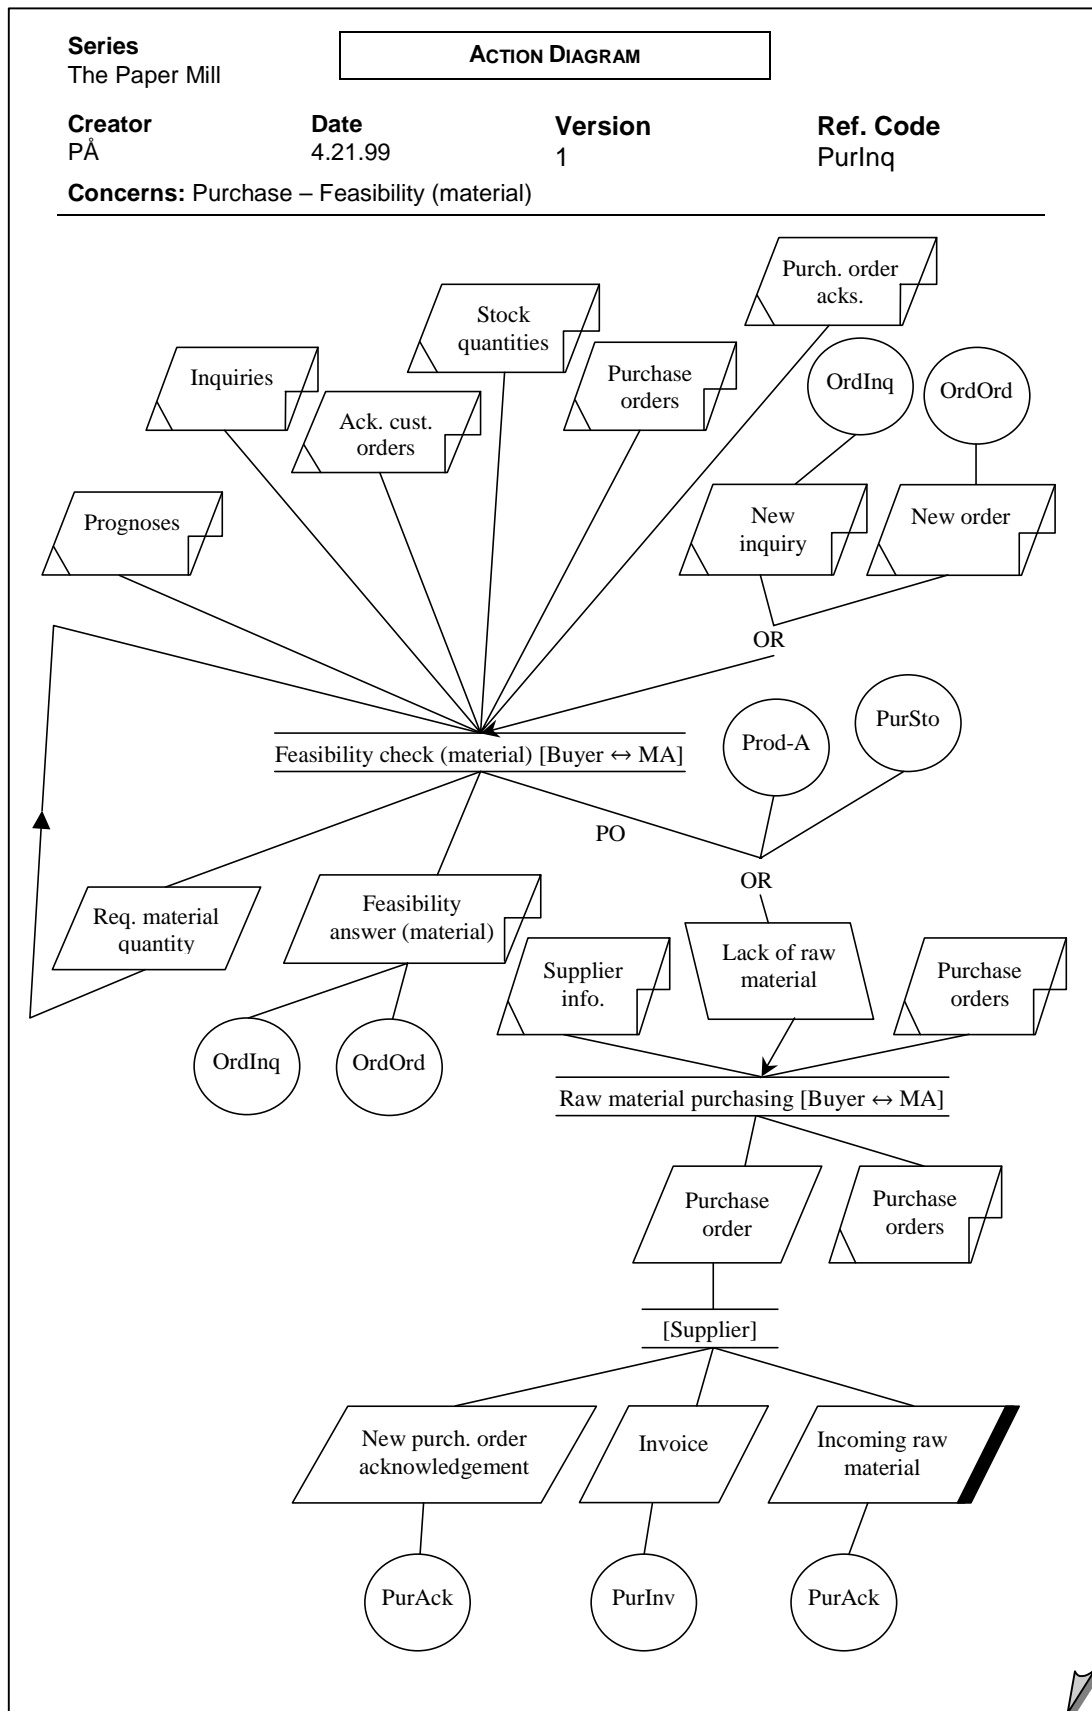 Series
The Paper Mill
ACTION DIAGRAM
Creator
PÅ
Date
4.21.99
Version
1
Ref. Code
PurInq
Concerns: Purchase – Feasibility (material)
Purch. order
acks.
Stock
quantities
Inquiries
Purchase
orders
OrdInq
OrdOrd
Ack. cust.
orders
Prognoses
New
inquiry
New order
OR
Feasibility check (material) [Buyer ↔ MA]
Prod-A
PurSto
PO
OR
Req. material
quantity
Feasibility
answer (material)
Supplier
info.
Lack of raw
material
Purchase
orders
OrdInq
OrdOrd
Raw material purchasing [Buyer ↔ MA]
Purchase
order
Purchase
orders
[Supplier]
New purch. order
acknowledgement
Invoice
Incoming raw
material
PurAck
PurInv
PurAck